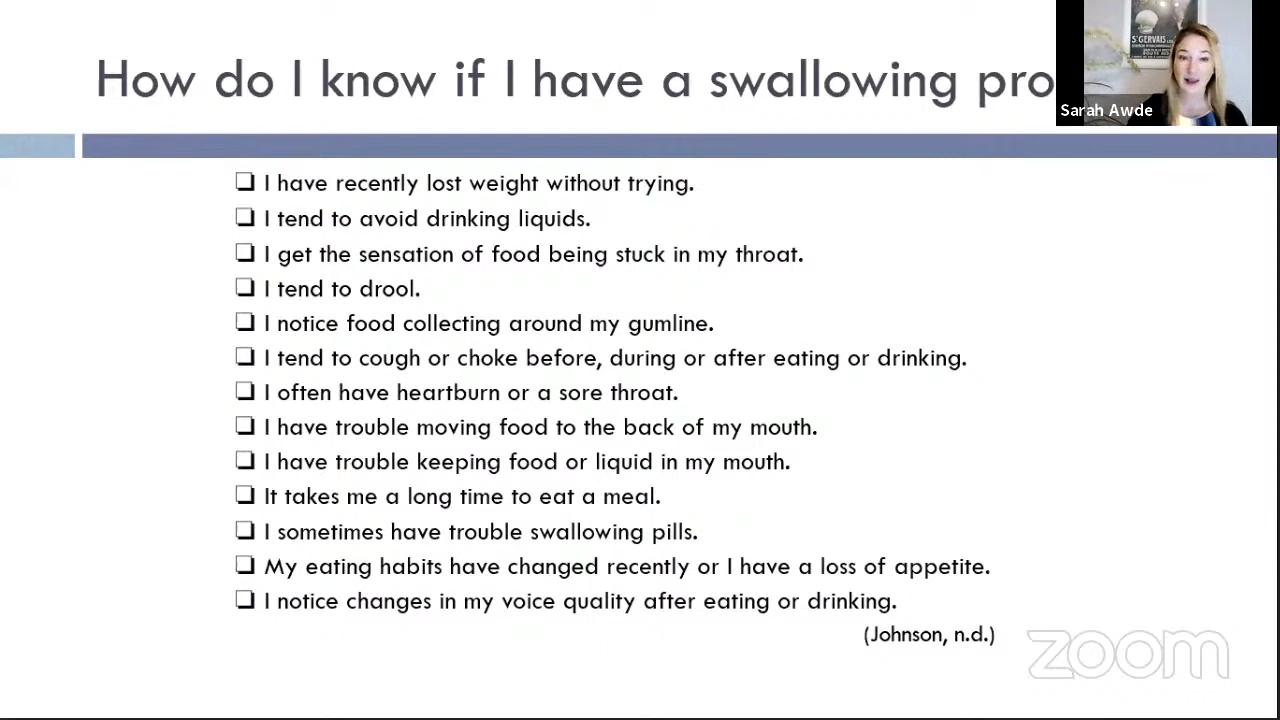 How do I know if I have a swallowing pro
S'GERVAIS
Sarah Awde
❏ I have recently lost weight without trying.
❏ I tend to avoid drinking liquids.
❏ I get the sensation of food being stuck in my throat.
❏ I tend to drool.
❏ I notice food collecting around my gumline.
❏ I tend to cough or choke before, during or after eating or drinking.
❏ I often have heartburn or a sore throat.
❏ I have trouble moving food to the back of my mouth.
❏ I have trouble keeping food or liquid in my mouth.
❏ It takes me a long time to eat a meal.
❏ I sometimes have trouble swallowing pills.
❏ My eating habits have changed recently or I have a loss of appetite.
❏ I notice changes in my voice quality after eating or drinking.
(Johnson, n.d.)
zoom